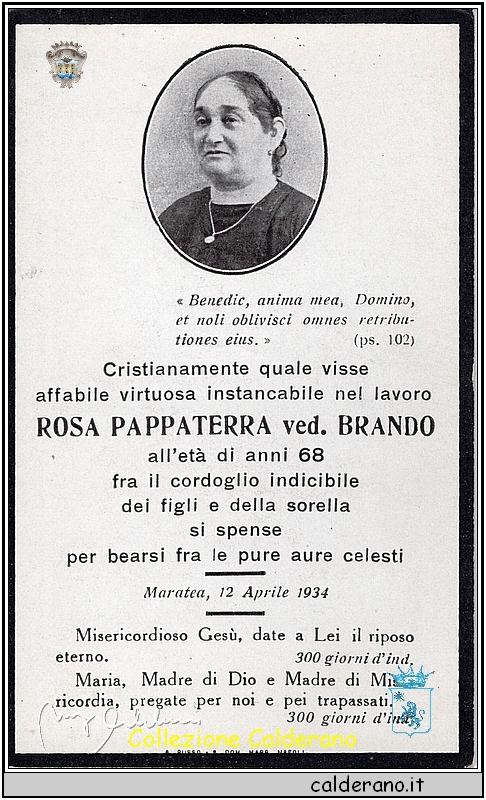 « Benedic, anima mea, Domino,
et noli oblivisci omnes retribu-
tiones eius. » (ps. 102)
Cristianamente quale visse
affabile virtuosa instancabile nel lavoro
ROSA PAPPATERRA ved. BRANDO
all'età di anni 68
fra il cordoglio indicibile
dei figli e della sorella
si spense
per bearsi fra le pure aure celesti
Maratea, 12 Aprile 1934
Misericordioso Gesù, date a Lei il riposo
eterno. 300 giorni d'ind.
Maria, Madre di Dio e Madre di Mis
ricordia, pregate per noi e pei trapassati.
300 giorni d'ind
Collezione Calderano
calderano.it